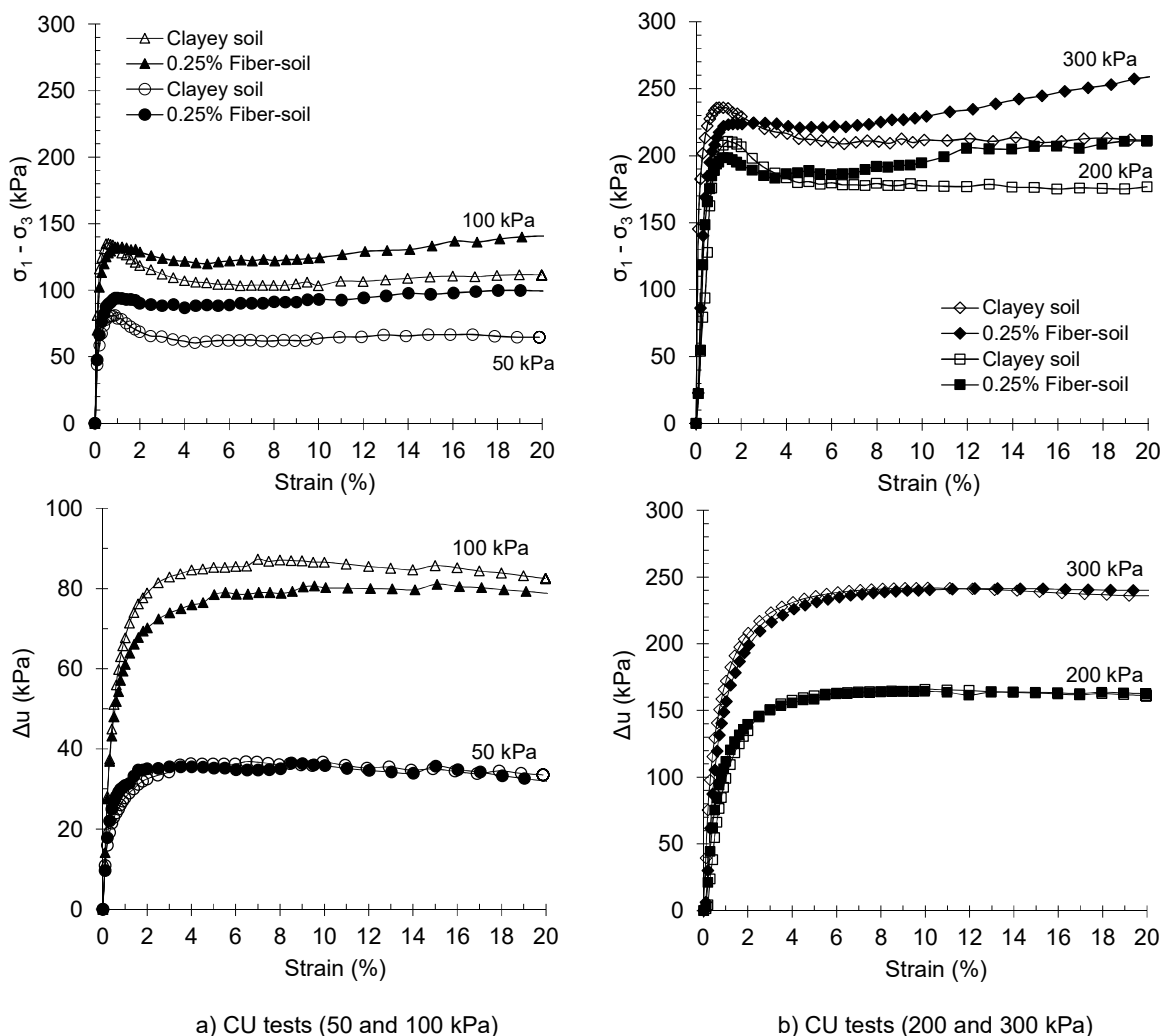 300
250
200
150
100
50
0
σ1 - σ3 (kPa)
Clayey soil
0.25% Fiber-soil
Clayey soil
0.25% Fiber-soil
100 kPa
50 kPa
0 2 4 6 8 10 12 14 16 18 20
Strain (%)
300
250
200
150
100
50
0
σ1 - σ3 (kPa)
300 kPa
200 kPa
Clayey soil
0.25% Fiber-soil
Clayey soil
0.25% Fiber-soil
0 2 4 6 8 10 12 14 16 18 20
Strain (%)
100
80
60
40
20
0
Δu (kPa)
100 kPa
50 kPa
0 2 4 6 8 10 12 14 16 18 20
Strain (%)
300
250
200
150
100
50
0
Δu (kPa)
300 kPa
200 kPa
0 2 4 6 8 10 12 14 16 18 20
Strain (%)
a) CU tests (50 and 100 kPa)
b) CU tests (200 and 300 kPa)